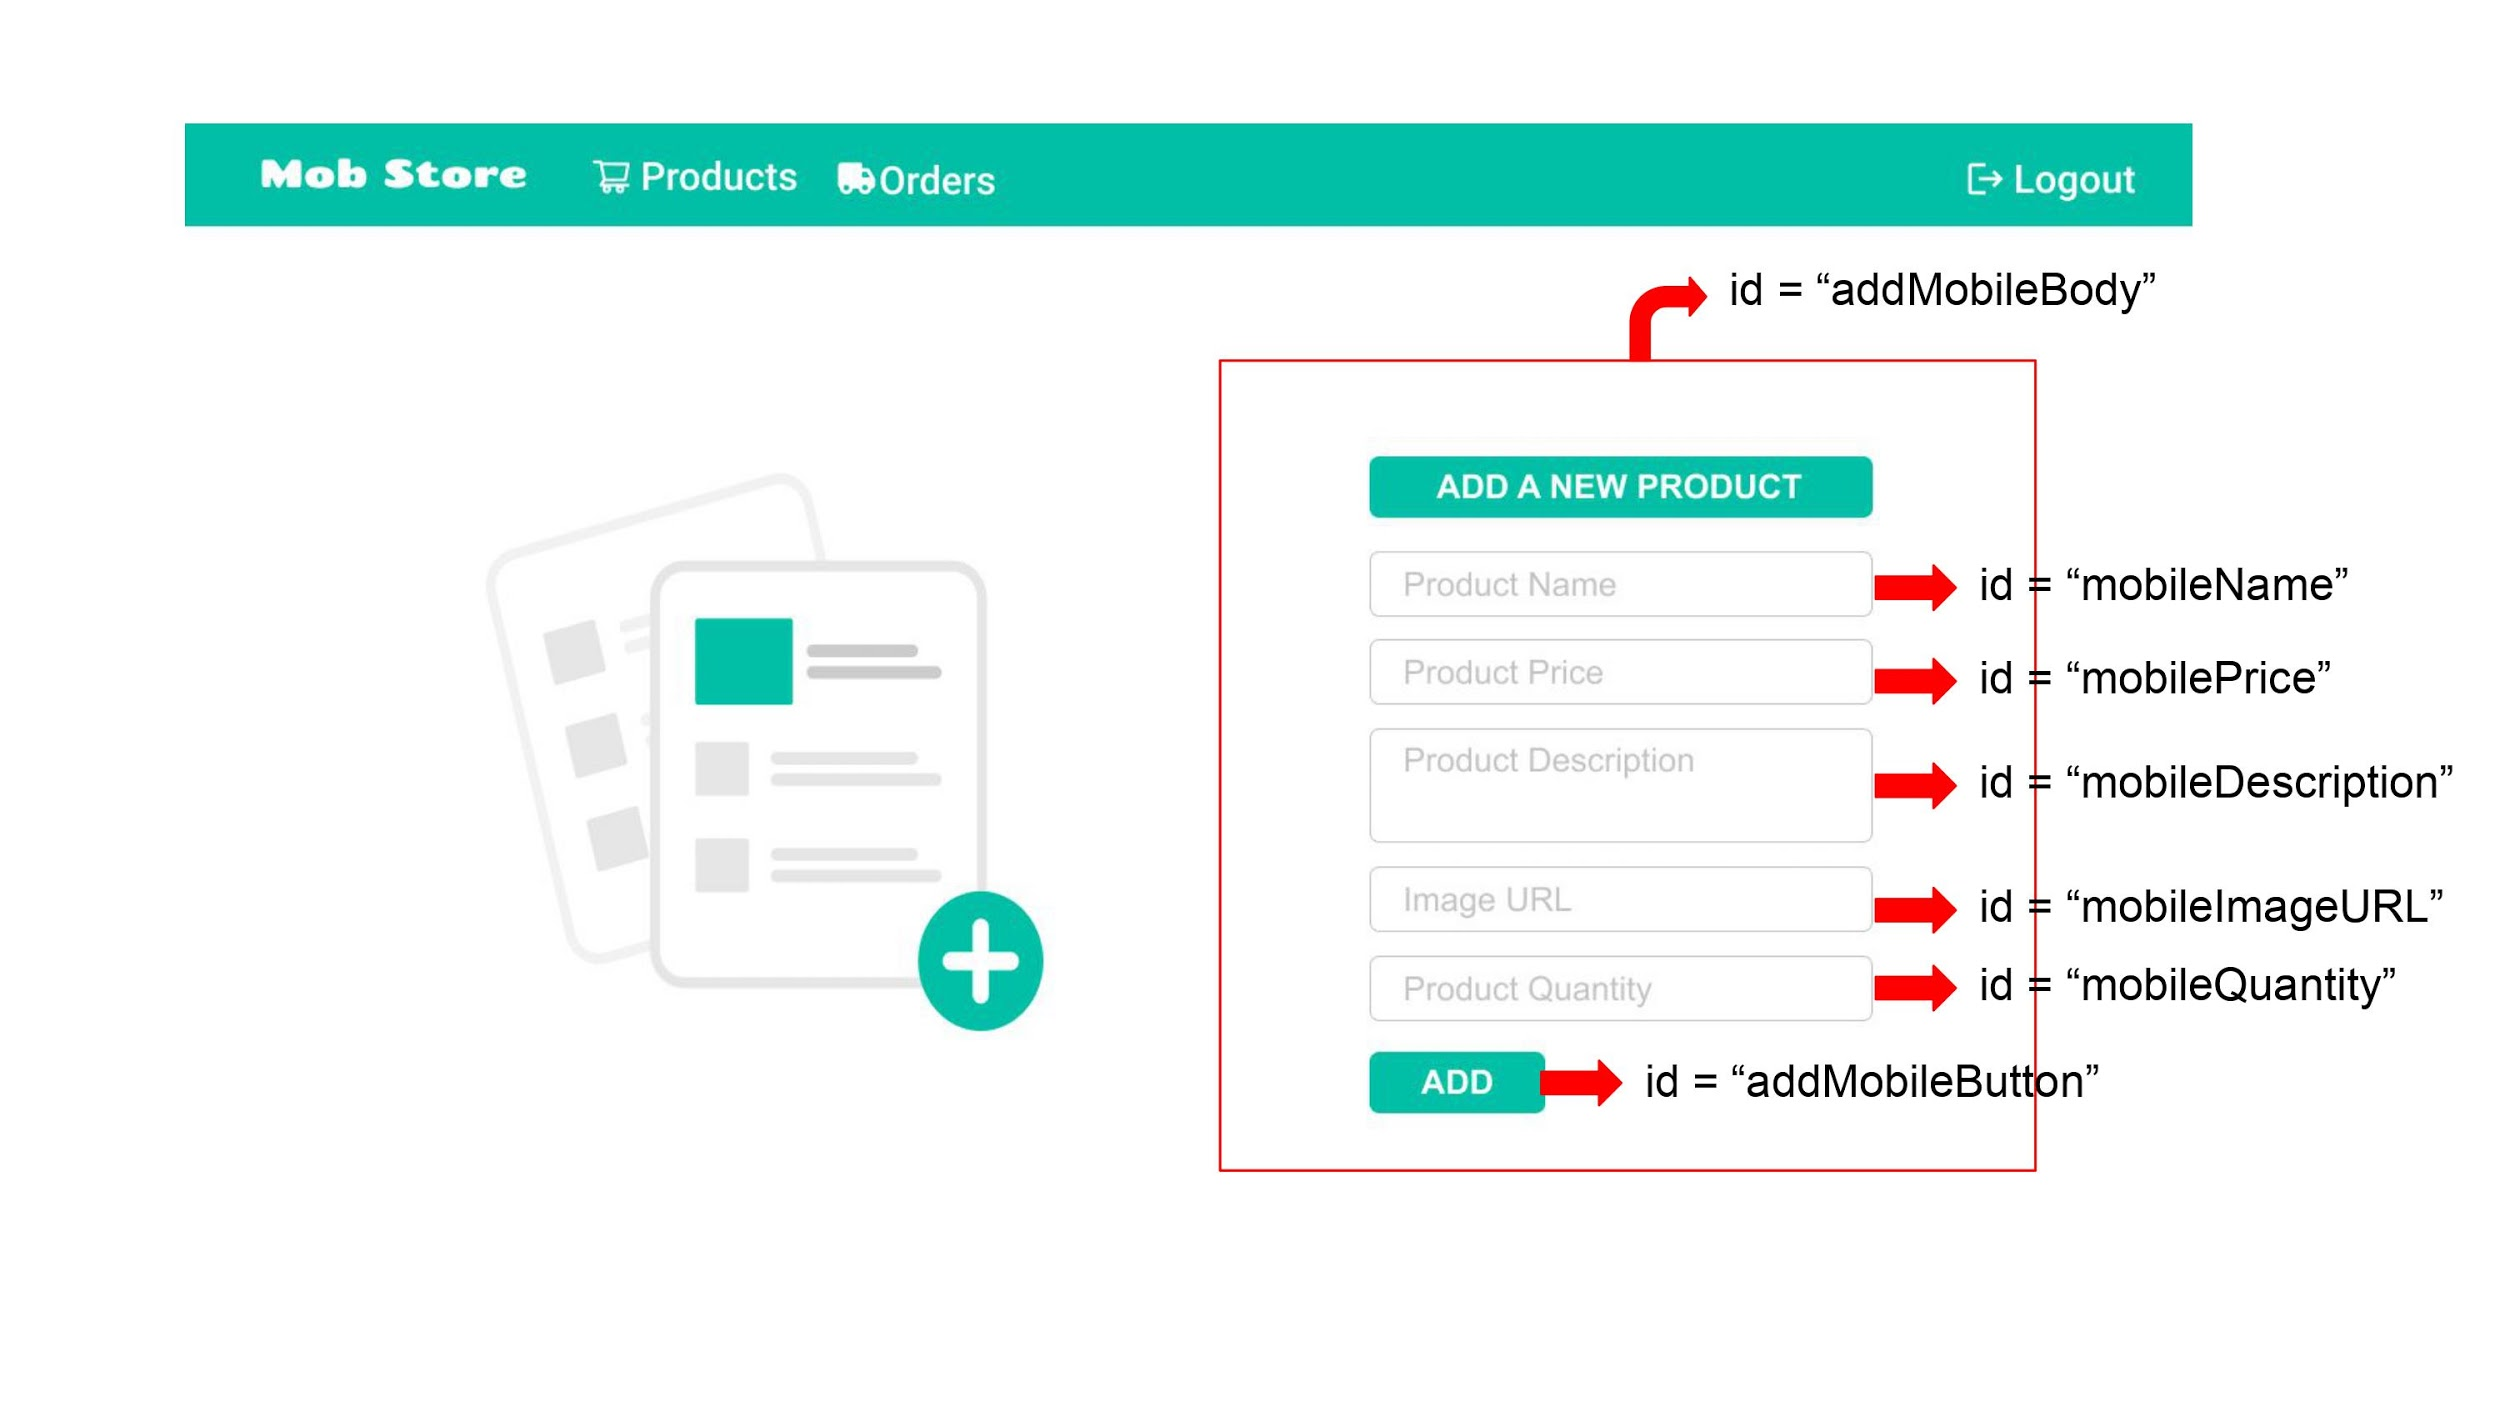 Mob Store Products Orders Logout
id = “addMobileBody”
ADD A NEW PRODUCT
Product Name id = “mobileName”
Product Price id = “mobilePrice”
Product Description id = “mobileDescription”
Image URL id = “mobileImageURL”
Product Quantity id = “mobileQuantity”
ADD id = “addMobileButton”